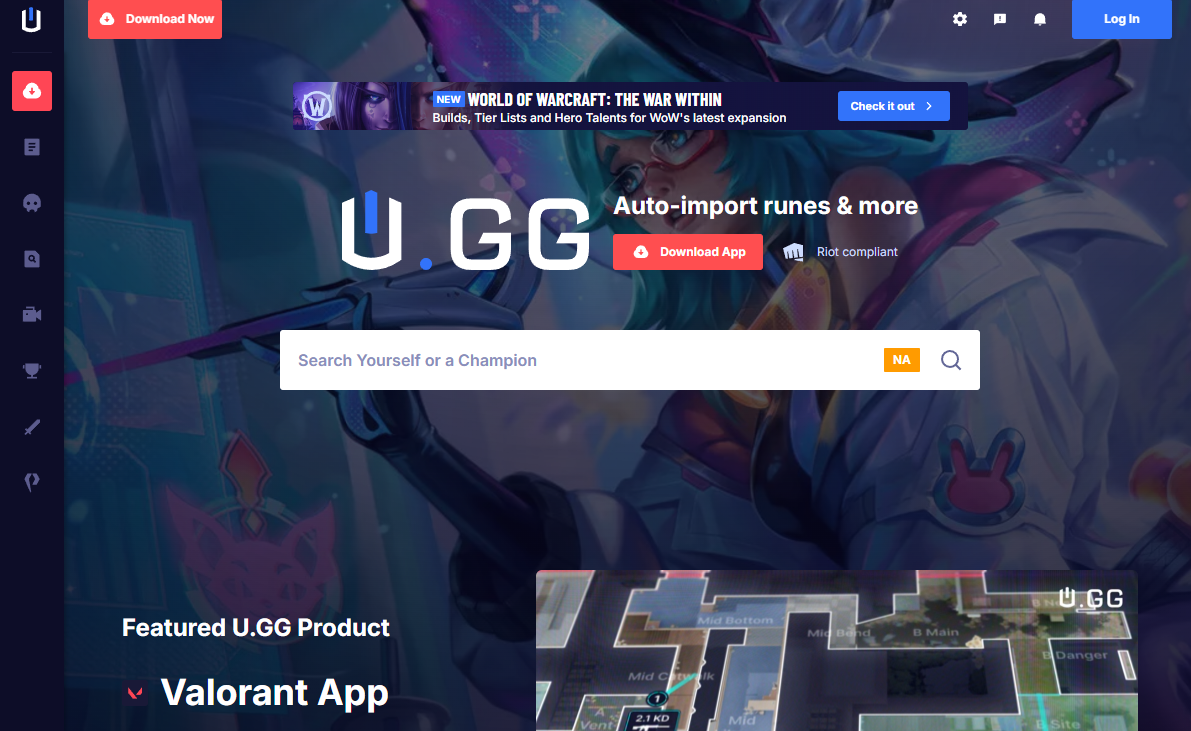 Download Now
Log In
NEW WORLD OF WARCRAFT: THE WAR WITHIN
Builds, Tier Lists and Hero Talents for WoW's latest expansion
Check it out
U.GG
Auto-import runes & more
Download App
Riot compliant
Search Yourself or a Champion
NA
Featured U.GG Product
Valorant App
U.GG
Mid Bottom
Mid Bend
B Main
B Danger
Mid Catwalk
1
2.1 KD
A
Vent
Mid
B Site